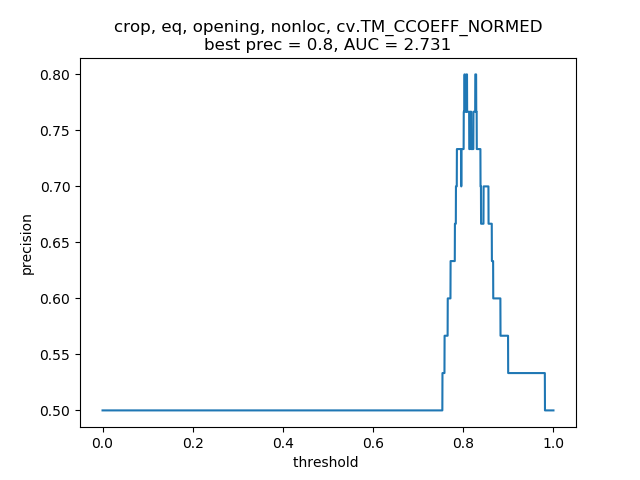 crop, eq, opening, nonloc, cv.TM_CCOEFF_NORMED
best prec = 0.8, AUC = 2.731
0.80
0.75
0.70
0.65
0.60
0.55
0.50
precision
0.0 0.2 0.4 0.6 0.8 1.0
threshold